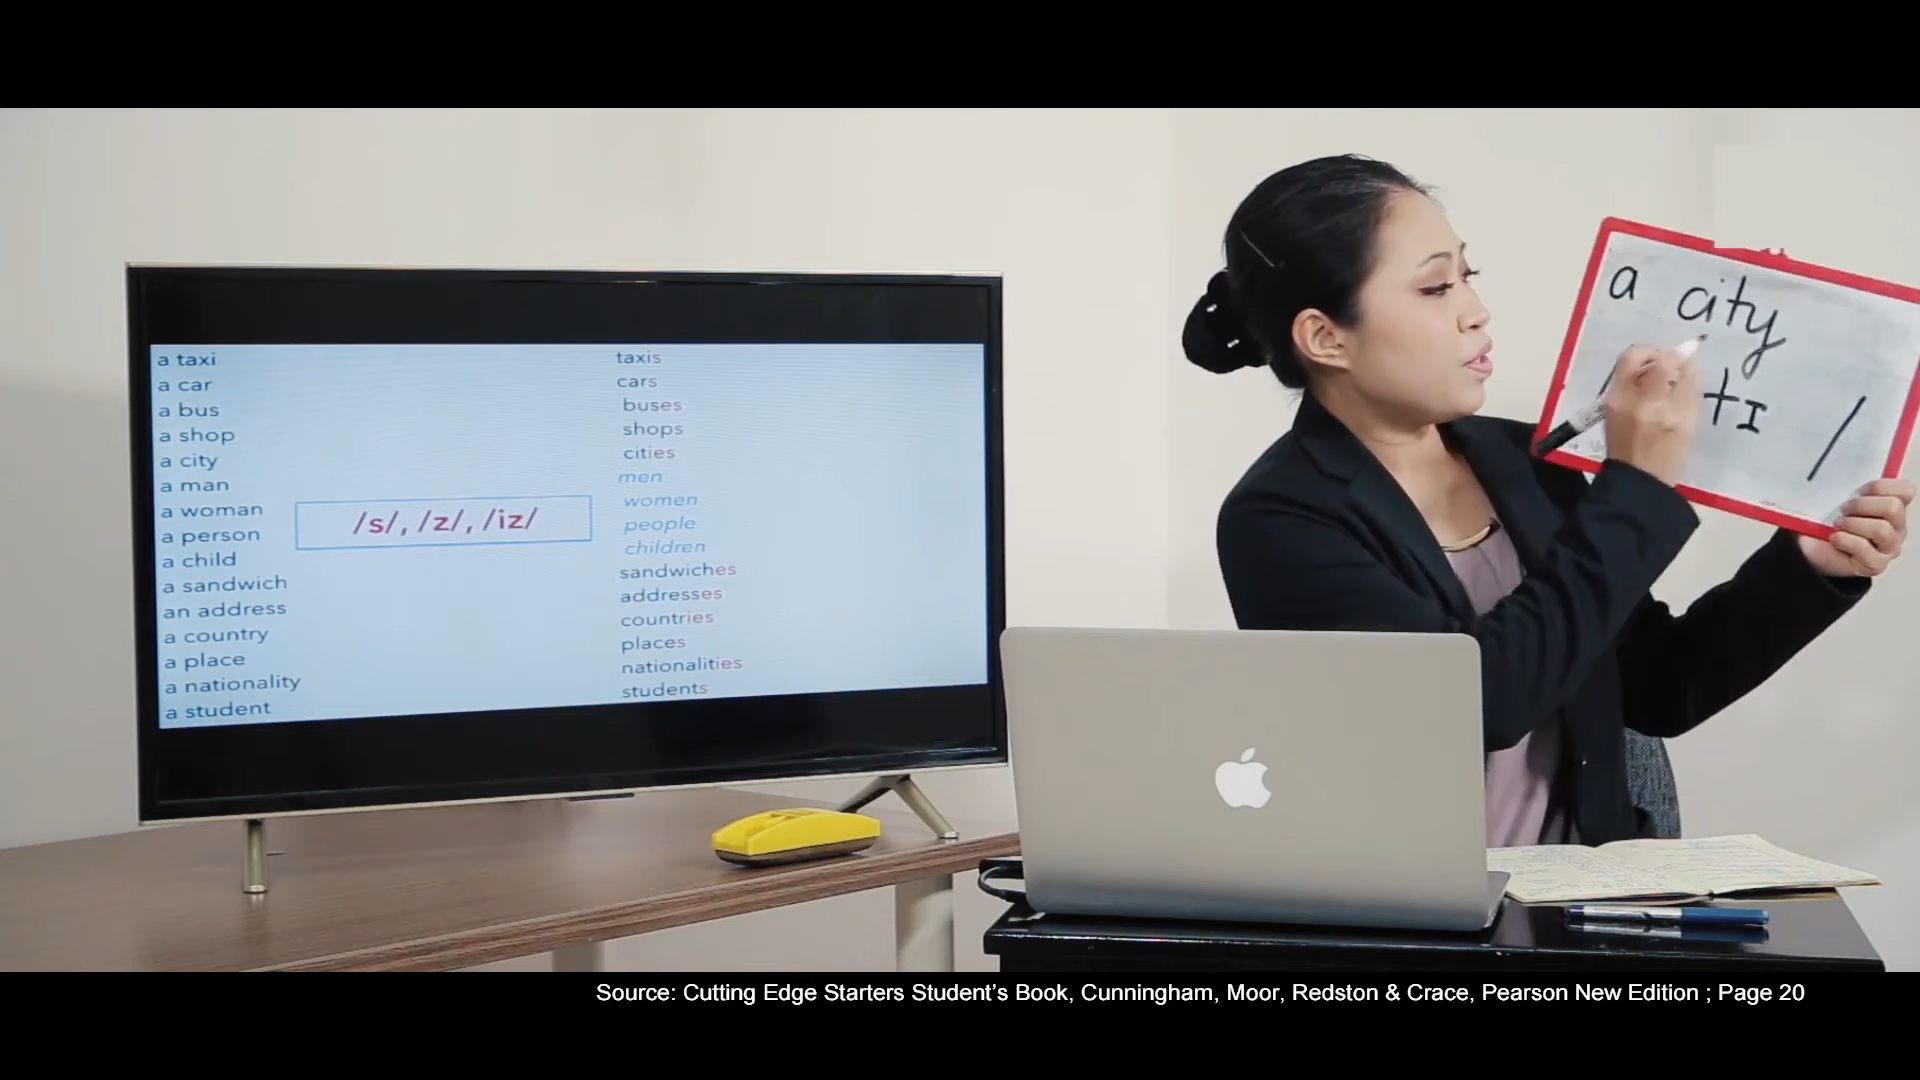 a taxi
a car
a bus
a shop
a city
a man
a woman
a person
a child
a sandwich
an address
a country
a place
a nationality
a student
/s/, /z/, /iz/
taxis
cars
buses
shops
cities
men
women
people
children
sandwiches
addresses
countries
places
nationalities
students
a city
tɪ /
Source: Cutting Edge Starters Student’s Book, Cunningham, Moor, Redston & Crace, Pearson New Edition ; Page 20